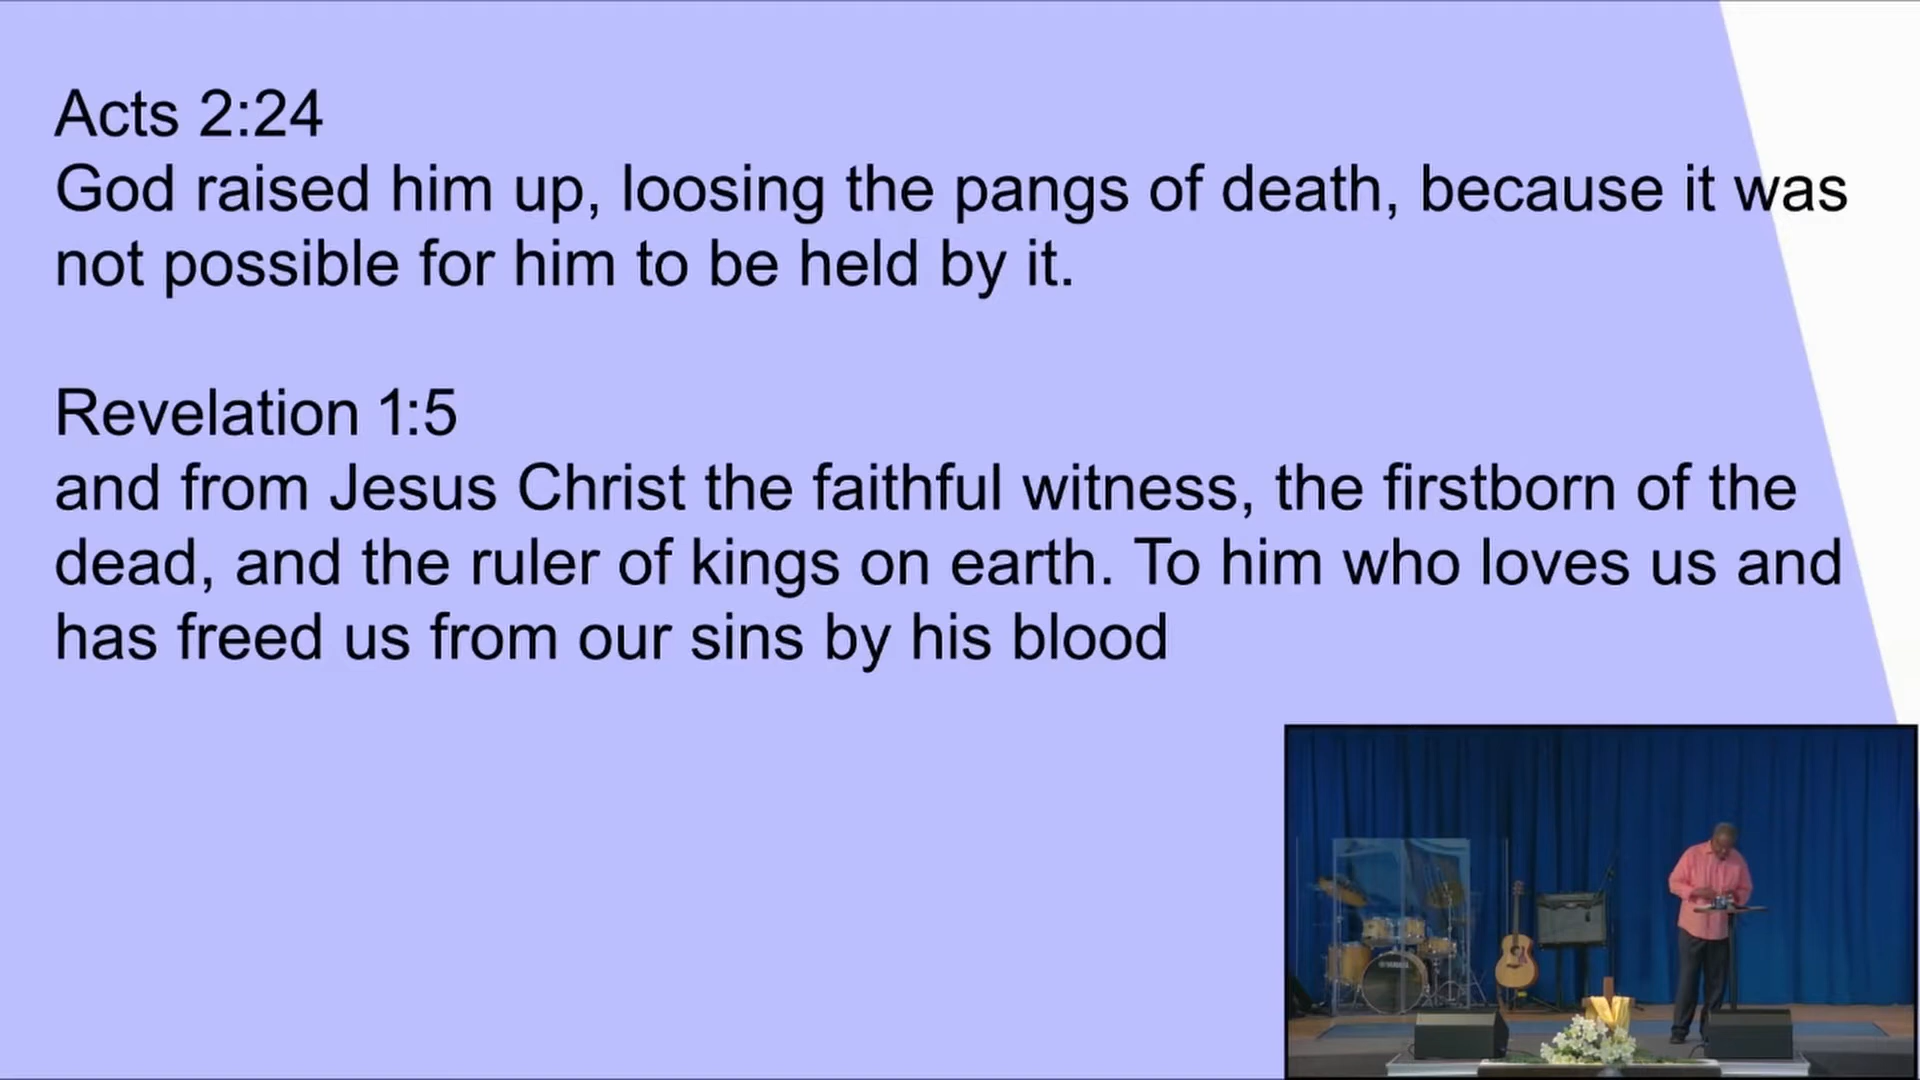 Acts 2:24
God raised him up, loosing the pangs of death, because it was
not possible for him to be held by it.
Revelation 1:5
and from Jesus Christ the faithful witness, the firstborn of the
dead, and the ruler of kings on earth. To him who loves us and
has freed us from our sins by his blood
YAMAHA